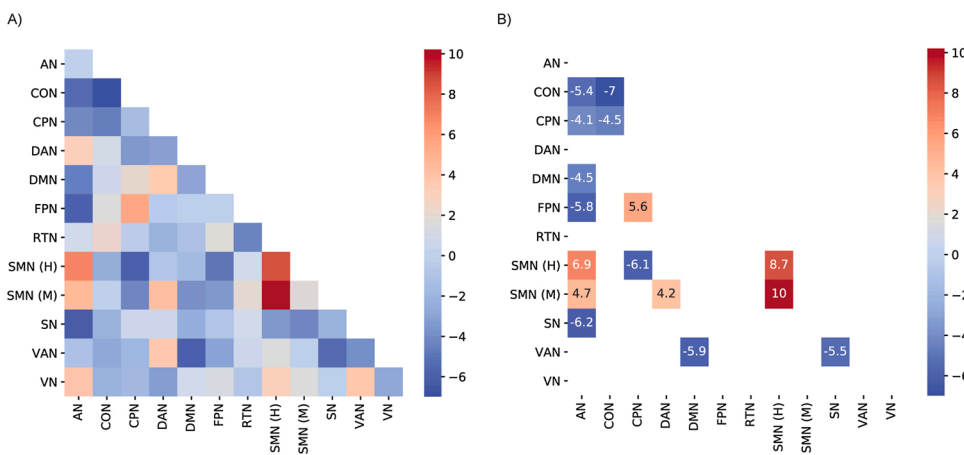 A)
B)
AN
CON
CPN
DAN
DMN
FPN
RTN
SMN (H)
SMN (M)
SN
VAN
VN
AN
CON
CPN
DAN
DMN
FPN
RTN
SMN (H)
SMN (M)
SN
VAN
VN
10
8
6
4
2
0
−2
−4
−6
AN
CON
-5.4
-7
CPN
-4.1
-4.5
DAN
DMN
-4.5
FPN
-5.8
5.6
RTN
SMN (H)
6.9
-6.1
8.7
SMN (M)
4.7
4.2
10
SN
-6.2
VAN
-5.9
-5.5
VN
AN
CON
CPN
DAN
DMN
FPN
RTN
SMN (H)
SMN (M)
SN
VAN
VN
10
8
6
4
2
0
−2
−4
−6